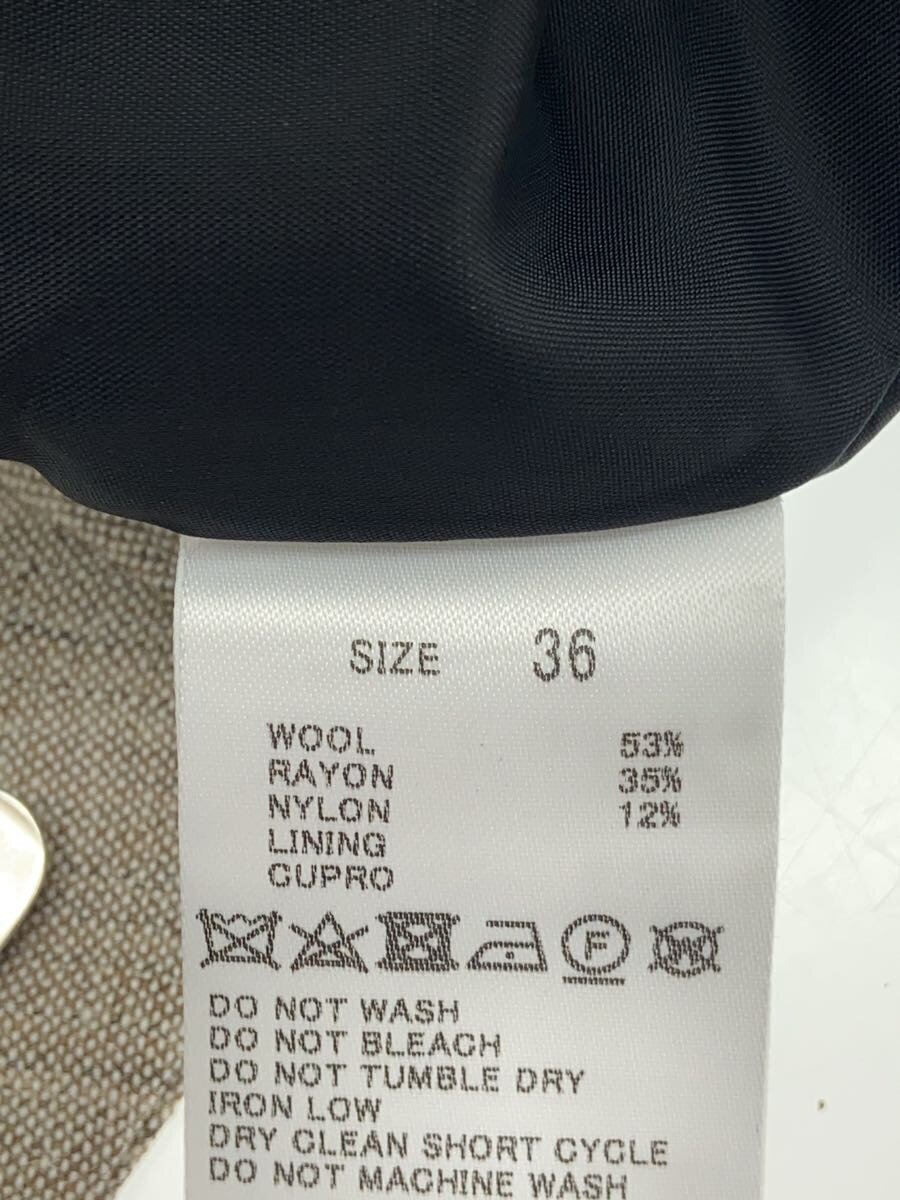 SIZE 36
WOOL 53%
RAYON 35%
NYLON 12%
LINING
CUPRO
F W
DO NOT WASH
DO NOT BLEACH
DO NOT TUMBLE DRY
IRON LOW
DRY CLEAN SHORT CYCLE
DO NOT MACHINE WASH